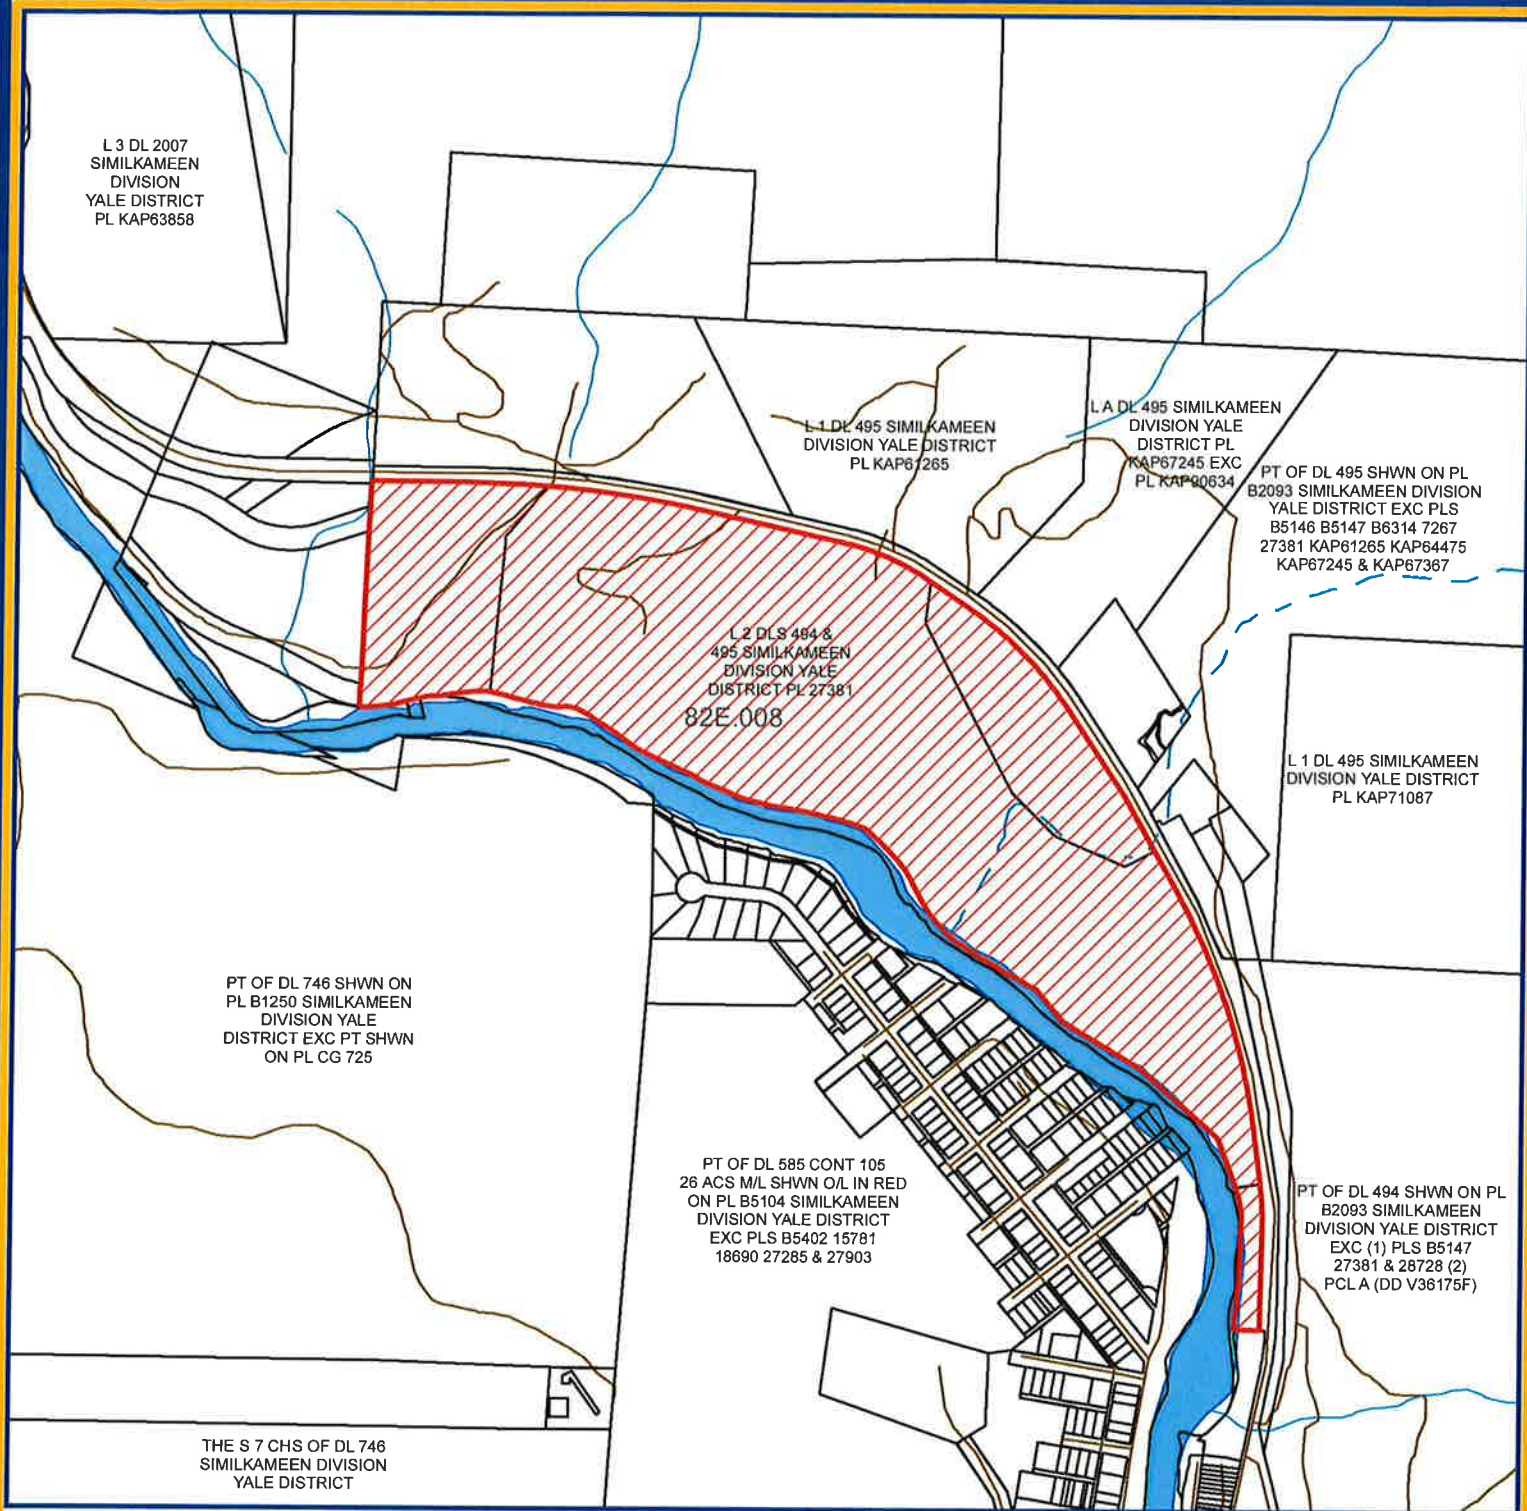 L 3 DL 2007
SIMILKAMEEN
DIVISION
YALE DISTRICT
PL KAP63858
L 1 DL 495 SIMILKAMEEN
DIVISION YALE DISTRICT
PL KAP61265
L A DL 495 SIMILKAMEEN
DIVISION YALE
DISTRICT PL
KAP67245 EXC
PL KAP90634
PT OF DL 495 SHWN ON PL
B2093 SIMILKAMEEN DIVISION
YALE DISTRICT EXC PLS
B5146 B5147 B6314 7267
27381 KAP61265 KAP64475
KAP67245 & KAP67367
L 2 DLS 494 &
495 SIMILKAMEEN
DIVISION YALE
DISTRICT PL 27381
82E.008
L 1 DL 495 SIMILKAMEEN
DIVISION YALE DISTRICT
PL KAP71087
PT OF DL 746 SHWN ON
PL B1250 SIMILKAMEEN
DIVISION YALE
DISTRICT EXC PT SHWN
ON PL CG 725
PT OF DL 585 CONT 105
26 ACS M/L SHWN O/L IN RED
ON PL B5104 SIMILKAMEEN
DIVISION YALE DISTRICT
EXC PLS B5402 15781
18690 27285 & 27903
PT OF DL 494 SHWN ON PL
B2093 SIMILKAMEEN
DIVISION YALE DISTRICT
EXC (1) PLS B5147
27381 & 28728 (2)
PCL A (DD V36175F)
THE S 7 CHS OF DL 746
SIMILKAMEEN DIVISION
YALE DISTRICT